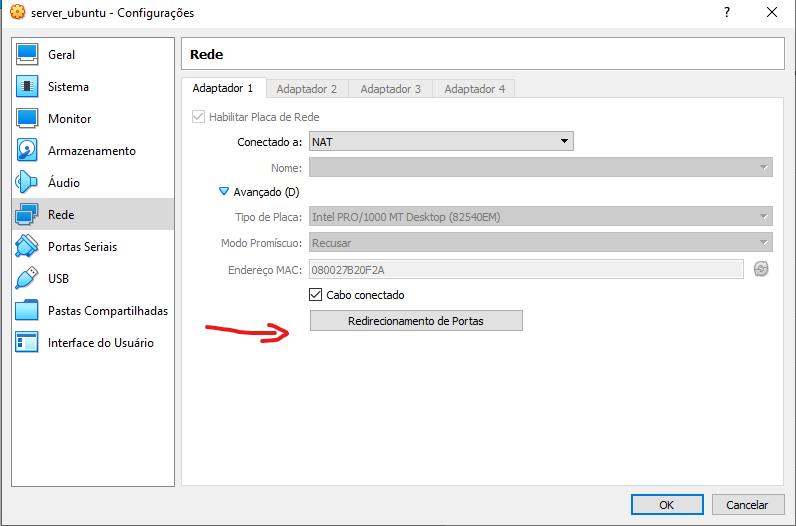 server_ubuntu - Configurações
?
Geral
Sistema
Monitor
Armazenamento
Áudio
Rede
Portas Seriais
USB
Pastas Compartilhadas
Interface do Usuário
Rede
Adaptador 1 Adaptador 2 Adaptador 3 Adaptador 4
Habilitar Placa de Rede
Conectado a: NAT
Nome:
Avançado (D)
Tipo de Placa: Intel PRO/1000 MT Desktop (82540EM)
Modo Promíscuo: Recusar
Endereço MAC: 080027B20F2A
Cabo conectado
Redirecionamento de Portas
OK Cancelar